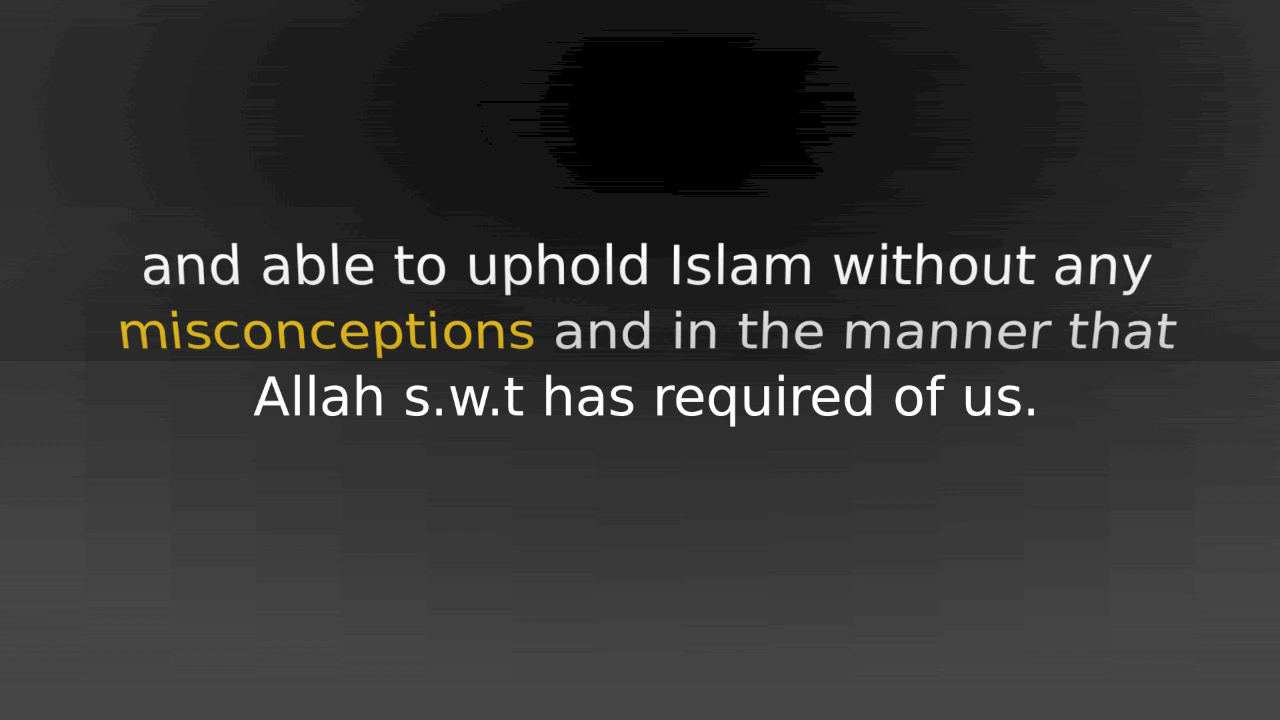 and able to uphold Islam without any
misconceptions and in the manner that
Allah s.w.t has required of us.